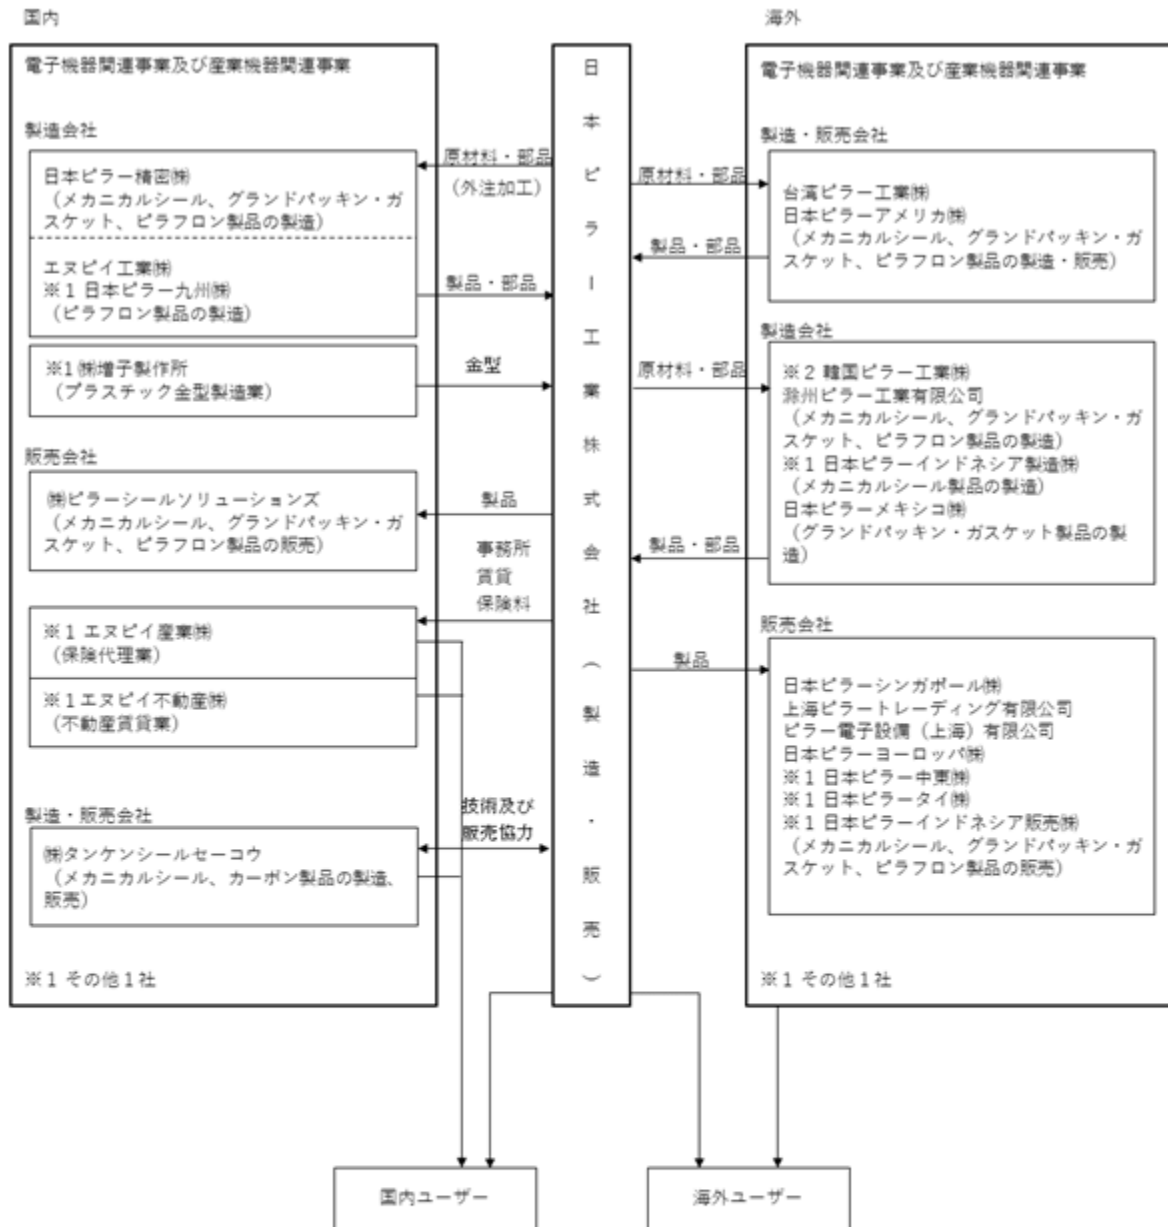 国内
電子機器関連事業及び産業機器関連事業
製造会社
日本ピラー精密㈱
（メカニカルシール、グランドパッキン・ガ
スケット、ピラフロン製品の製造）
エヌピイ工業㈱
※１日本ピラー九州㈱
（ピラフロン製品の製造）
※１㈱増子製作所
（プラスチック金型製造業）
販売会社
㈱ピラーシールソリューションズ
（メカニカルシール、グランドパッキン・ガ
スケット、ピラフロン製品の販売）
※１エヌピイ産業㈱
（保険代理業）
※１エヌピイ不動産㈱
（不動産賃貸業）
製造・販売会社
㈱タンケンシールセーコウ
（メカニカルシール、カーボン製品の製造、
販売）
※１その他１社
原材料・部品
（外注加工）
製品・部品
金型
製品
事務所
賃貸
保険料
技術及び
販売協力
日本ピラー工業株式会社（製造・販売）
原材料・部品
製品・部品
原材料・部品
製品・部品
製品
海外
電子機器関連事業及び産業機器関連事業
製造・販売会社
台湾ピラー工業㈱
日本ピラーアメリカ㈱
（メカニカルシール、グランドパッキン・ガ
スケット、ピラフロン製品の製造・販売）
製造会社
※２韓国ピラー工業㈱
滁州ピラー工業有限公司
（メカニカルシール、グランドパッキン・ガ
スケット、ピラフロン製品の製造）
※１日本ピラーインドネシア製造㈱
（メカニカルシール製品の製造）
日本ピラーメキシコ㈱
（グランドパッキン・ガスケット製品の製
造）
販売会社
日本ピラーシンガポール㈱
上海ピラートレーディング有限公司
ピラー電子設備（上海）有限公司
日本ピラーヨーロッパ㈱
※１日本ピラー中東㈱
※１日本ピラータイ㈱
※１日本ピラーインドネシア販売㈱
（メカニカルシール、グランドパッキン・ガ
スケット、ピラフロン製品の販売）
※１その他１社
国内ユーザー
海外ユーザー